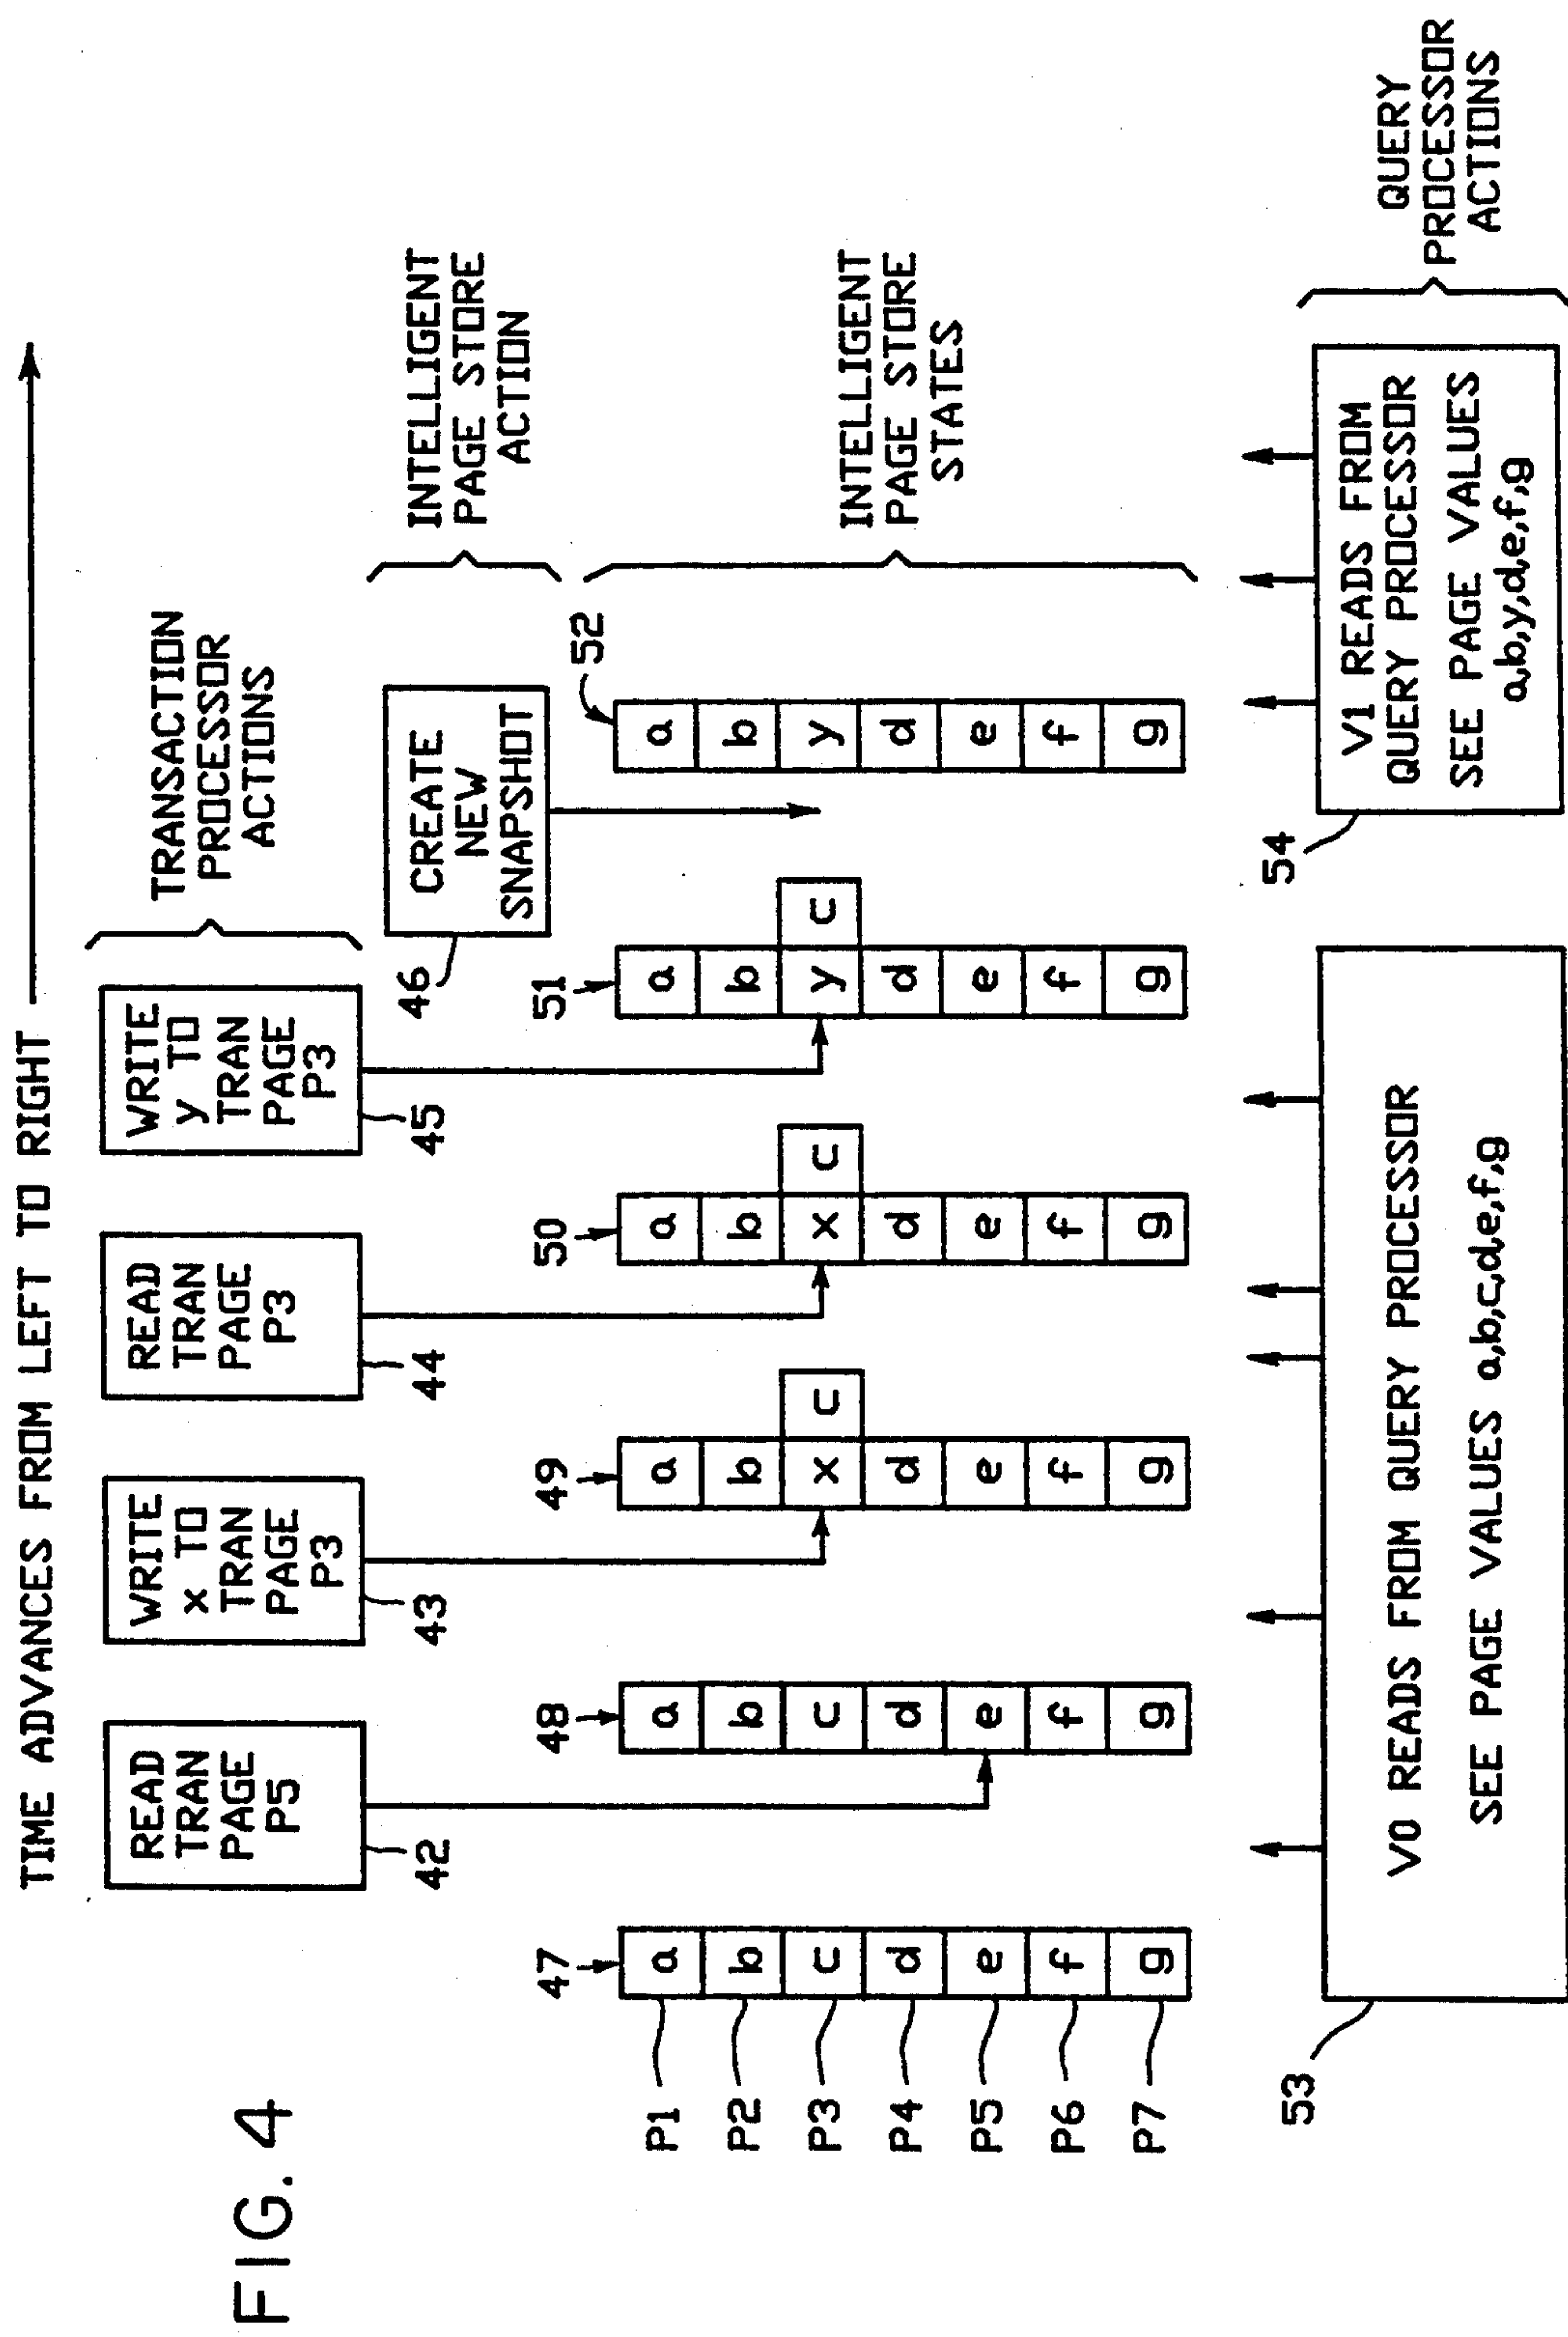 FIG. 4
TIME ADVANCES FROM LEFT TO RIGHT
READ
TRAN
PAGE
P5
42
WRITE
x TO
TRAN
PAGE
P3
43
READ
TRAN
PAGE
P3
44
WRITE
y TO
TRAN
PAGE
P3
45
TRANSACTION
PROCESSOR
ACTIONS
CREATE
NEW
SNAPSHOT
46
INTELLIGENT
PAGE STORE
ACTION
47
48
49
50
51
52
P1 a a a a a a
P2 b b b b b b
P3 c c x c x c y c y
P4 d d d d d d
P5 e e e e e e
P6 f f f f f f
P7 g g g g g g
INTELLIGENT
PAGE STORE
STATES
53
V0 READS FROM QUERY PROCESSOR
SEE PAGE VALUES a,b,c,d,e,f,g
54
V1 READS FROM
QUERY PROCESSOR
SEE PAGE VALUES
a,b,y,d,e,f,g
QUERY
PROCESSOR
ACTIONS